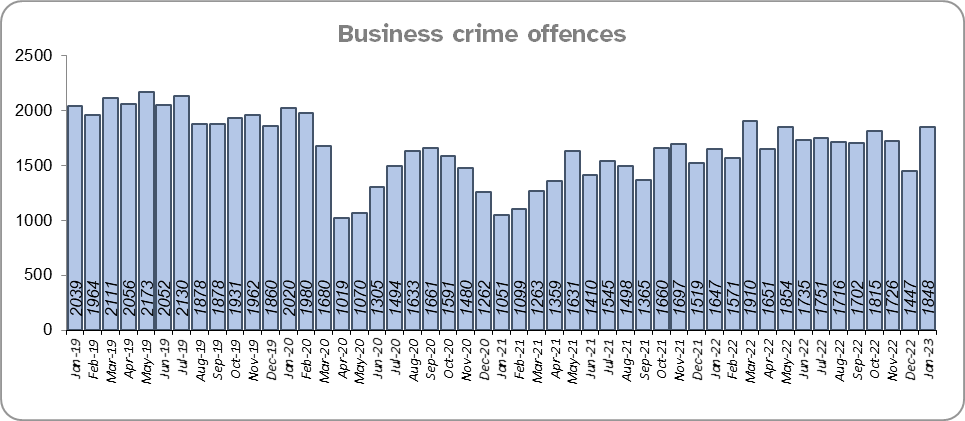 Business crime offences
2500
2000
1500
1000
500
0
2039
1964
2111
2056
2173
2052
2130
1878
1878
1931
1962
1860
2020
1980
1680
1019
1070
1305
1494
1633
1661
1591
1480
1262
1051
1099
1263
1359
1631
1410
1545
1498
1365
1660
1697
1519
1647
1571
1910
1651
1854
1735
1751
1716
1702
1815
1726
1447
1848
Jan-19
Feb-19
Mar-19
Apr-19
May-19
Jun-19
Jul-19
Aug-19
Sep-19
Oct-19
Nov-19
Dec-19
Jan-20
Feb-20
Mar-20
Apr-20
May-20
Jun-20
Jul-20
Aug-20
Sep-20
Oct-20
Nov-20
Dec-20
Jan-21
Feb-21
Mar-21
Apr-21
May-21
Jun-21
Jul-21
Aug-21
Sep-21
Oct-21
Nov-21
Dec-21
Jan-22
Feb-22
Mar-22
Apr-22
May-22
Jun-22
Jul-22
Aug-22
Sep-22
Oct-22
Nov-22
Dec-22
Jan-23